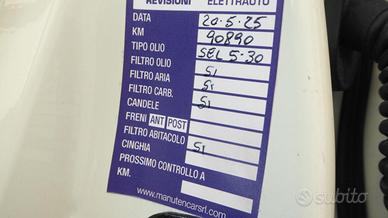 REVISIONI ELETTRAUTO
DATA 20-5-25
KM 90890
TIPO OLIO SEL 5-30
FILTRO OLIO SI
FILTRO ARIA SI
FILTRO CARB. SI
CANDELE
FRENI ANT POST
FILTRO ABITACOLO SI
CINGHIA
PROSSIMO CONTROLLO A
KM.
www.manutencarsrl.com
subito